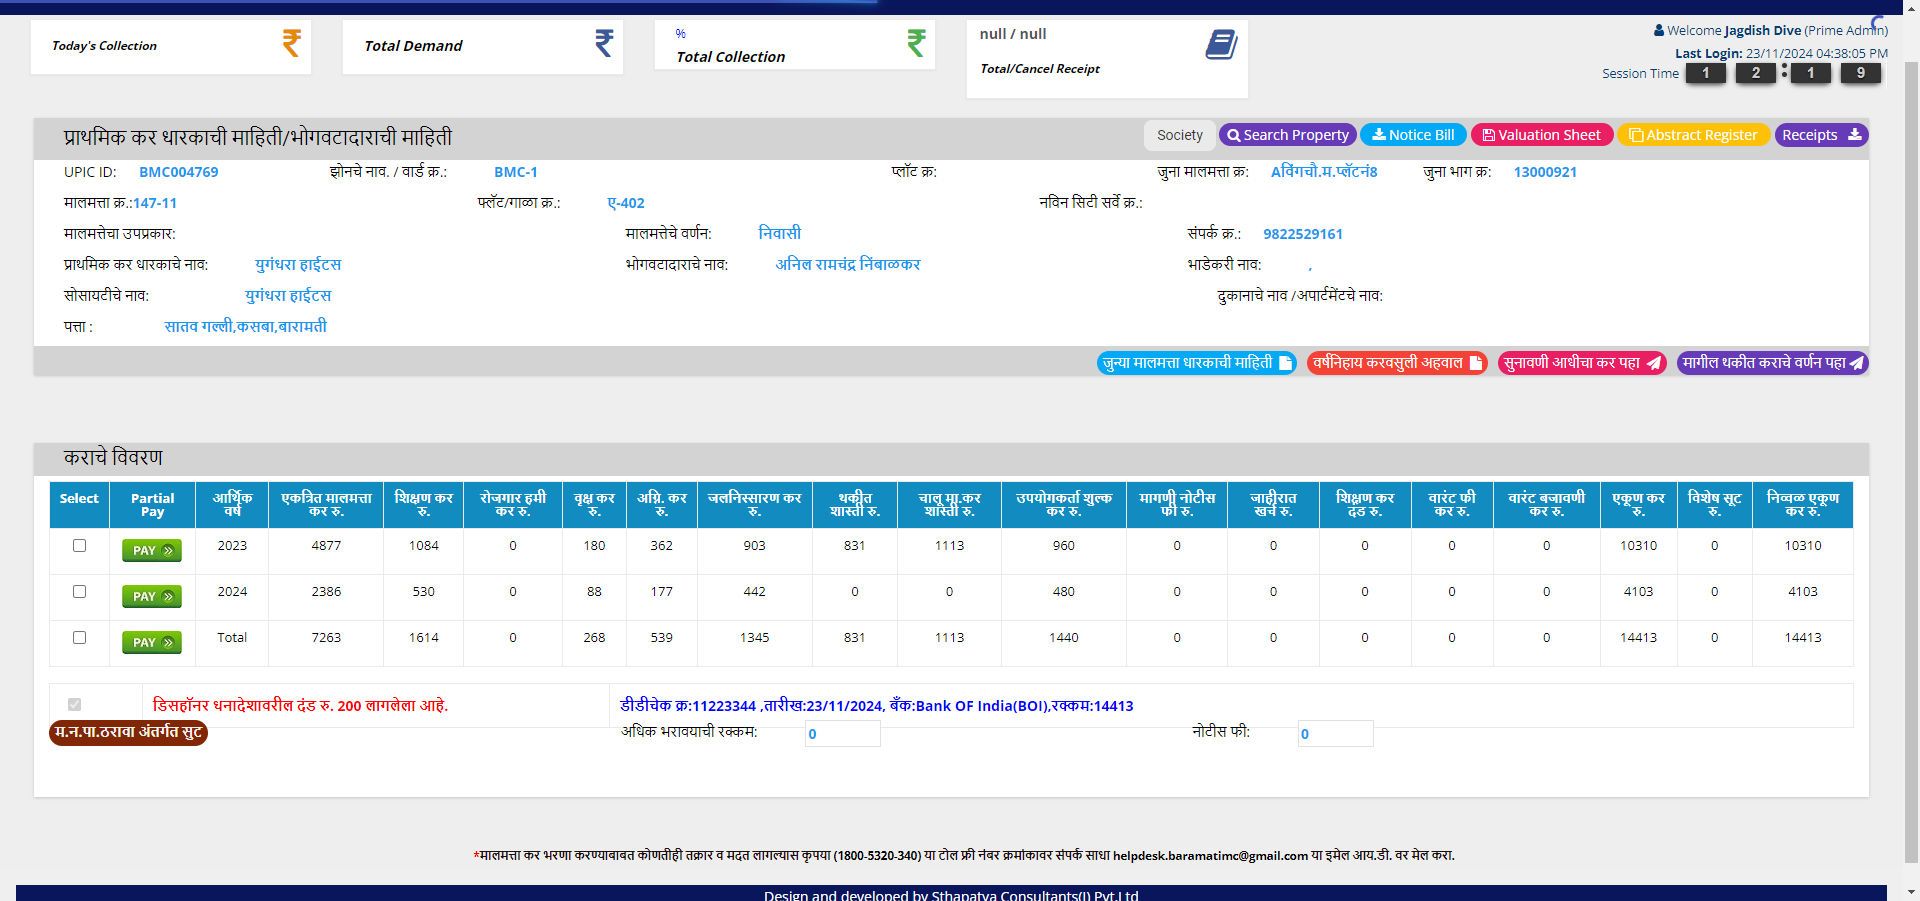 Today's Collection
Total Demand
%
Total Collection
null / null
Total/Cancel Receipt
Welcome Jagdish Dive (Prime Admin)
Last Login: 23/11/2024 04:38:05 PM
Session Time 1 2 : 1 9
प्राथमिक कर धारकाची माहिती/भोगवटादाराची माहिती
Society Search Property Notice Bill Valuation Sheet Abstract Register Receipts
UPIC ID: BMC004769 झोनचे नाव. / वार्ड क्र.: BMC-1 प्लॉट क्र: जुना मालमत्ता क्र: अविंगचौ.म.प्लॅटनं8 जुना भाग क्र: 13000921
मालमत्ता क्र.:147-11 फ्लॅट/गाळा क्र.: ए-402 नविन सिटी सर्वे क्र.:
मालमत्तेचा उपप्रकार: मालमत्तेचे वर्णन: निवासी संपर्क क्र.: 9822529161
प्राथमिक कर धारकाचे नाव: युगंधरा हाईटस भोगवटादाराचे नाव: अनिल रामचंद्र निंबाळकर भाडेकरी नाव: ,
सोसायटीचे नाव: युगंधरा हाईटस दुकानाचे नाव /अपार्टमेंटचे नाव:
पत्ता : सातव गल्ली,कसबा,बारामती
जुन्या मालमत्ता धारकाची माहिती वर्षनिहाय करवसुली अहवाल सुनावणी आधीचा कर पहा मागील थकीत कराचे वर्णन पहा
कराचे विवरण
Select Partial Pay आर्थिक वर्ष एकत्रित मालमत्ता कर रु. शिक्षण कर रु. रोजगार हमी कर रु. वृक्ष कर रु. अग्नि. कर रु. जलनिस्सारण कर रु. थकीत शास्ती रु. चालू मा.कर शास्ती रु. उपयोगकर्ता शुल्क कर रु. मागणी नोटीस फी रु. जाहीरात खर्च रु. शिक्षण कर दंड रु. वारंट फी कर रु. वारंट बजावणी कर रु. एकूण कर रु. विशेष सूट रु. निव्वळ एकूण कर रु.
PAY 2023 4877 1084 0 180 362 903 831 1113 960 0 0 0 0 0 10310 0 10310
PAY 2024 2386 530 0 88 177 442 0 0 480 0 0 0 0 0 4103 0 4103
PAY Total 7263 1614 0 268 539 1345 831 1113 1440 0 0 0 0 0 14413 0 14413
डिसहॉनर धनादेशावरील दंड रु. 200 लागलेला आहे. डीडीचेक क्र:11223344 ,तारीख:23/11/2024, बँक:Bank OF India(BOI),रक्कम:14413
म.न.पा.ठरावा अंतर्गत सुट अधिक भरावयाची रक्कम: 0 नोटीस फी: 0
*मालमत्ता कर भरणा करण्याबाबत कोणतीही तक्रार व मदत लागल्यास कृपया (1800-5320-340) या टोल फ्री नंबर क्रमांकावर संपर्क साधा helpdesk.baramatimc@gmail.com या इमेल आय.डी. वर मेल करा.
Design and developed by Sthapatya Consultants(I) Pvt.Ltd